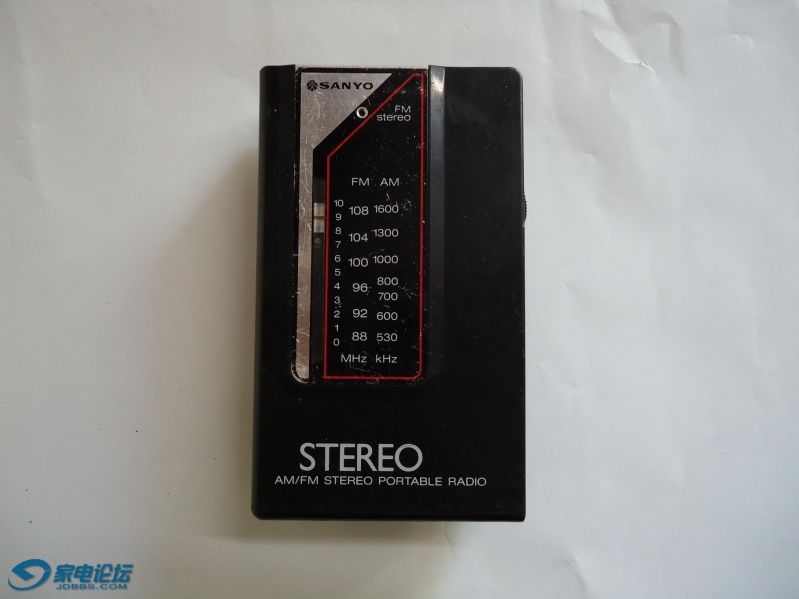 SANYO
FM
stereo
FM AM
10
9
8
7
6
5
4
3
2
1
0
108 1600
104 1300
100 1000
96 800
700
92 600
88 530
MHz kHz
STEREO
AM/FM STEREO PORTABLE RADIO
家电论坛
JDBBS.COM